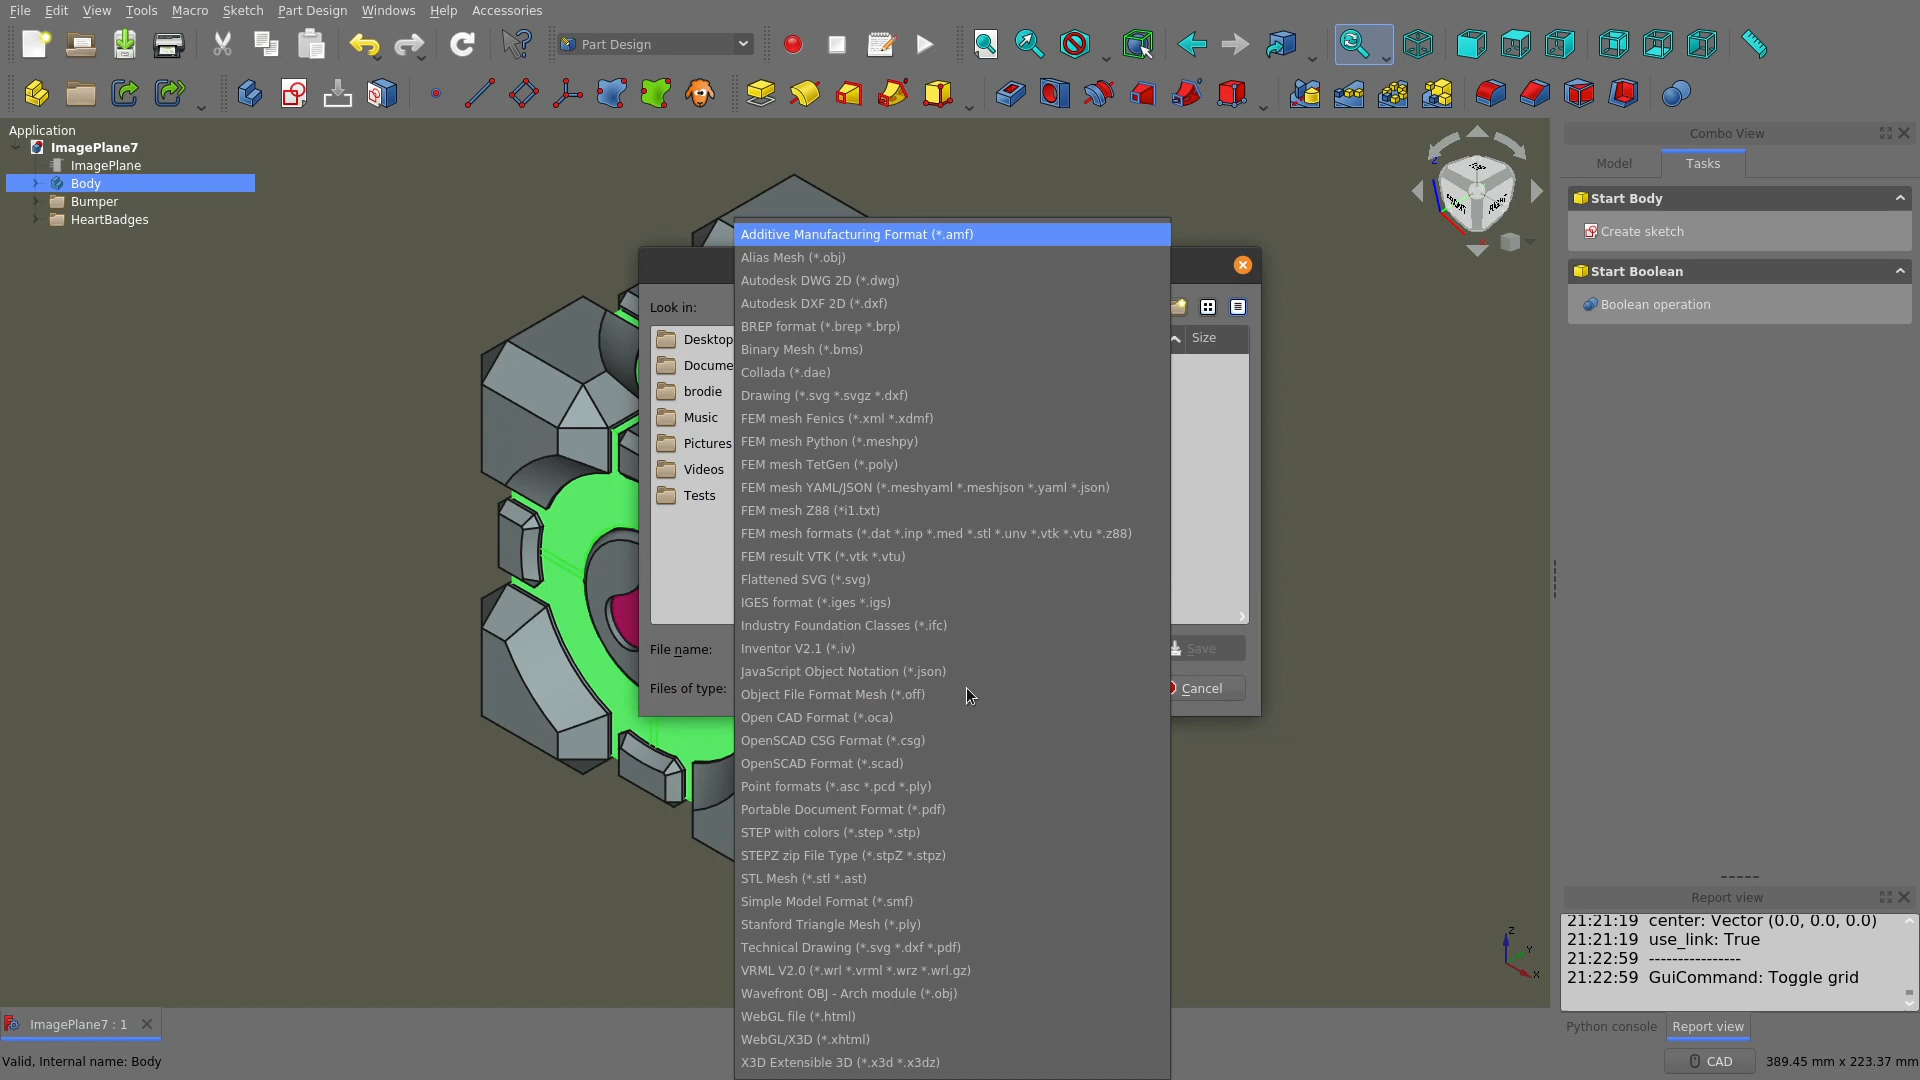 File Edit View Tools Macro Sketch Part Design Windows Help Accessories
Part Design
Application
ImagePlane7
ImagePlane
Body
Bumper
HeartBadges
Combo View
Model Tasks
Start Body
Create sketch
Start Boolean
Boolean operation
Look in:
Size
Desktop
Docume
brodie
Music
Pictures
Videos
Tests
File name:
Save
Files of type:
Cancel
Additive Manufacturing Format (*.amf)
Alias Mesh (*.obj)
Autodesk DWG 2D (*.dwg)
Autodesk DXF 2D (*.dxf)
BREP format (*.brep *.brp)
Binary Mesh (*.bms)
Collada (*.dae)
Drawing (*.svg *.svgz *.dxf)
FEM mesh Fenics (*.xml *.xdmf)
FEM mesh Python (*.meshpy)
FEM mesh TetGen (*.poly)
FEM mesh YAML/JSON (*.meshyaml *.meshjson *.yaml *.json)
FEM mesh Z88 (*i1.txt)
FEM mesh formats (*.dat *.inp *.med *.stl *.unv *.vtk *.vtu *.z88)
FEM result VTK (*.vtk *.vtu)
Flattened SVG (*.svg)
IGES format (*.iges *.igs)
Industry Foundation Classes (*.ifc)
Inventor V2.1 (*.iv)
JavaScript Object Notation (*.json)
Object File Format Mesh (*.off)
Open CAD Format (*.oca)
OpenSCAD CSG Format (*.csg)
OpenSCAD Format (*.scad)
Point formats (*.asc *.pcd *.ply)
Portable Document Format (*.pdf)
STEP with colors (*.step *.stp)
STEPZ zip File Type (*.stpZ *.stpz)
STL Mesh (*.stl *.ast)
Simple Model Format (*.smf)
Stanford Triangle Mesh (*.ply)
Technical Drawing (*.svg *.dxf *.pdf)
VRML V2.0 (*.wrl *.vrml *.wrz *.wrl.gz)
Wavefront OBJ - Arch module (*.obj)
WebGL file (*.html)
WebGL/X3D (*.xhtml)
X3D Extensible 3D (*.x3d *.x3dz)
Z
Y
X
Report view
21:21:19 center: Vector (0.0, 0.0, 0.0)
21:21:19 use_link: True
21:22:59 ----------------
21:22:59 GuiCommand: Toggle grid
Python console Report view
ImagePlane7 : 1
Valid, Internal name: Body
CAD 389.45 mm x 223.37 mm